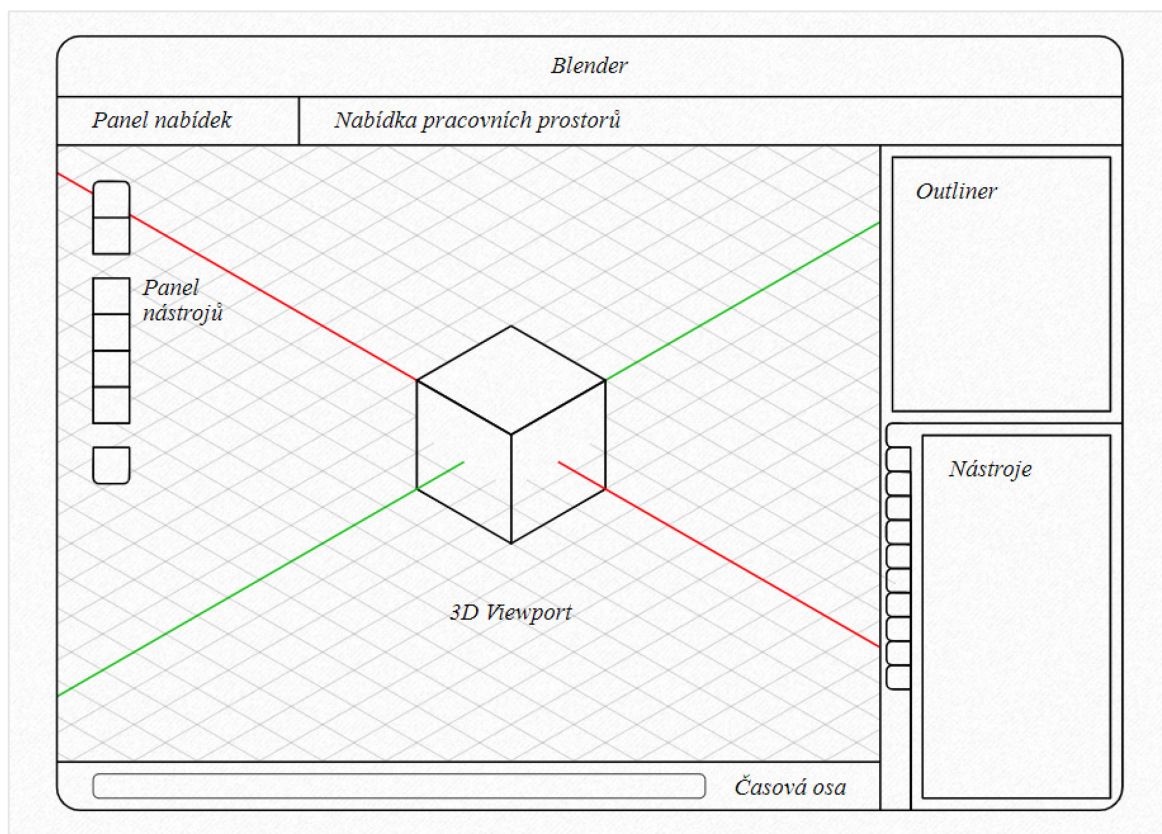 Blender
Panel nabídek
Nabídka pracovních prostorů
Outliner
Panel
nástrojů
Nástroje
3D Viewport
Časová osa